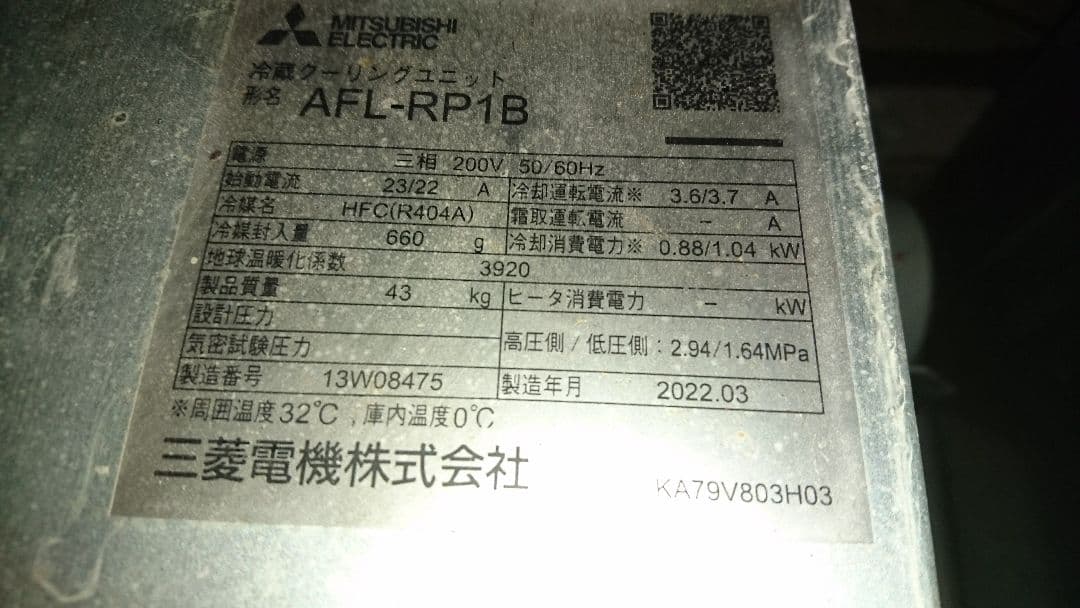 MITSUBISHI
ELECTRIC
冷蔵クーリングユニット
形名 AFL-RP1B
電源 三相 200V 50/60Hz
始動電流 23/22 A 冷却運転電流※ 3.6/3.7 A
冷媒名 HFC(R404A) 霜取運転電流 - A
冷媒封入量 660 g 冷却消費電力※ 0.88/1.04 kW
地球温暖化係数 3920
製品質量 43 kg ヒータ消費電力 - kW
設計圧力
気密試験圧力 高圧側/低圧側:2.94/1.64MPa
製造番号 13W08475 製造年月 2022.03
※周囲温度32℃,庫内温度0℃
三菱電機株式会社
KA79V803H03